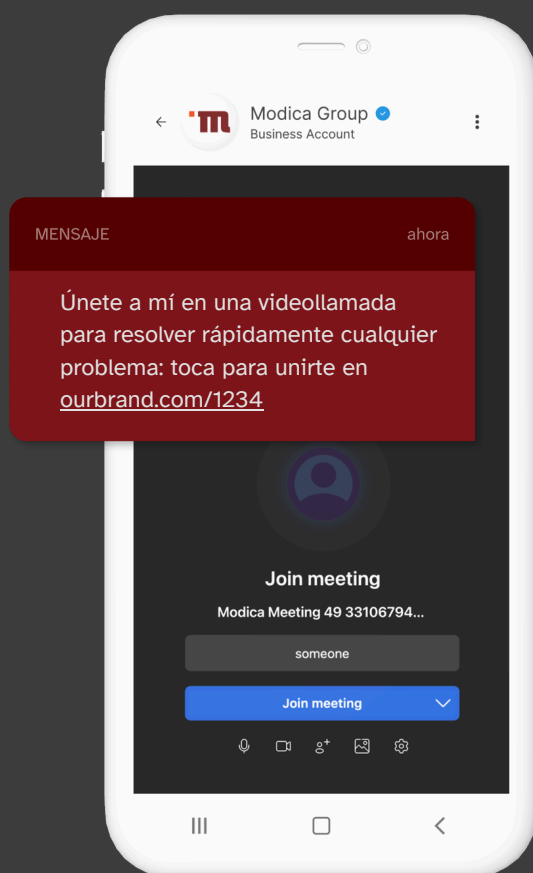 m
Modica Group
Business Account
MENSAJE ahora
Únete a mí en una videollamada
para resolver rápidamente cualquier
problema: toca para unirte en
ourbrand.com/1234
Join meeting
Modica Meeting 49 33106794...
someone
Join meeting